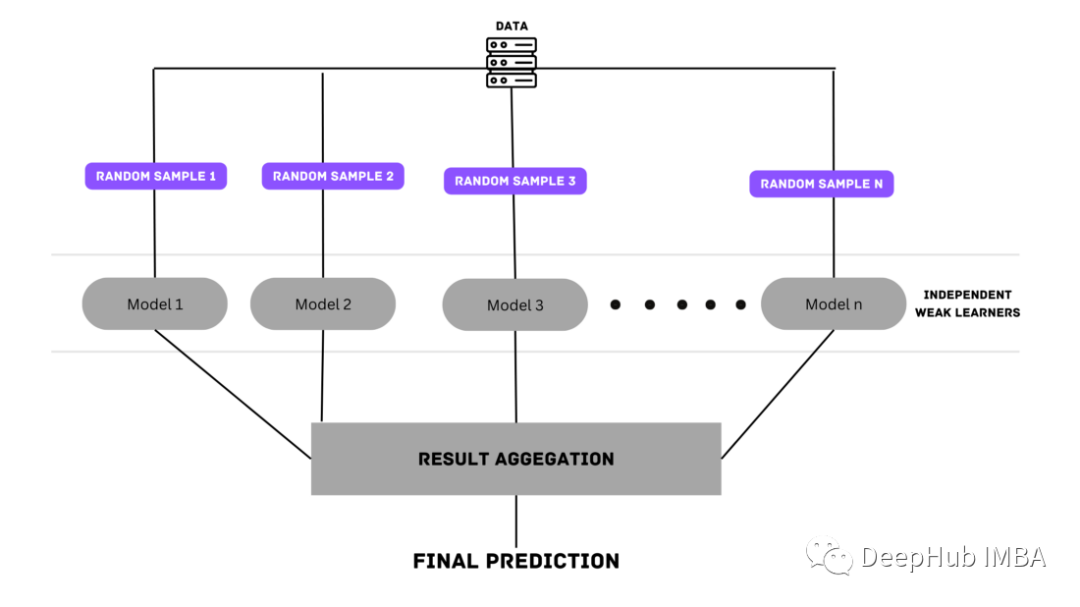 DATA
RANDOM SAMPLE 1
RANDOM SAMPLE 2
RANDOM SAMPLE 3
RANDOM SAMPLE N
Model 1
Model 2
Model 3
Model n
INDEPENDENT
WEAK LEARNERS
RESULT AGGEGATION
FINAL PREDICTION
DeepHub IMBA